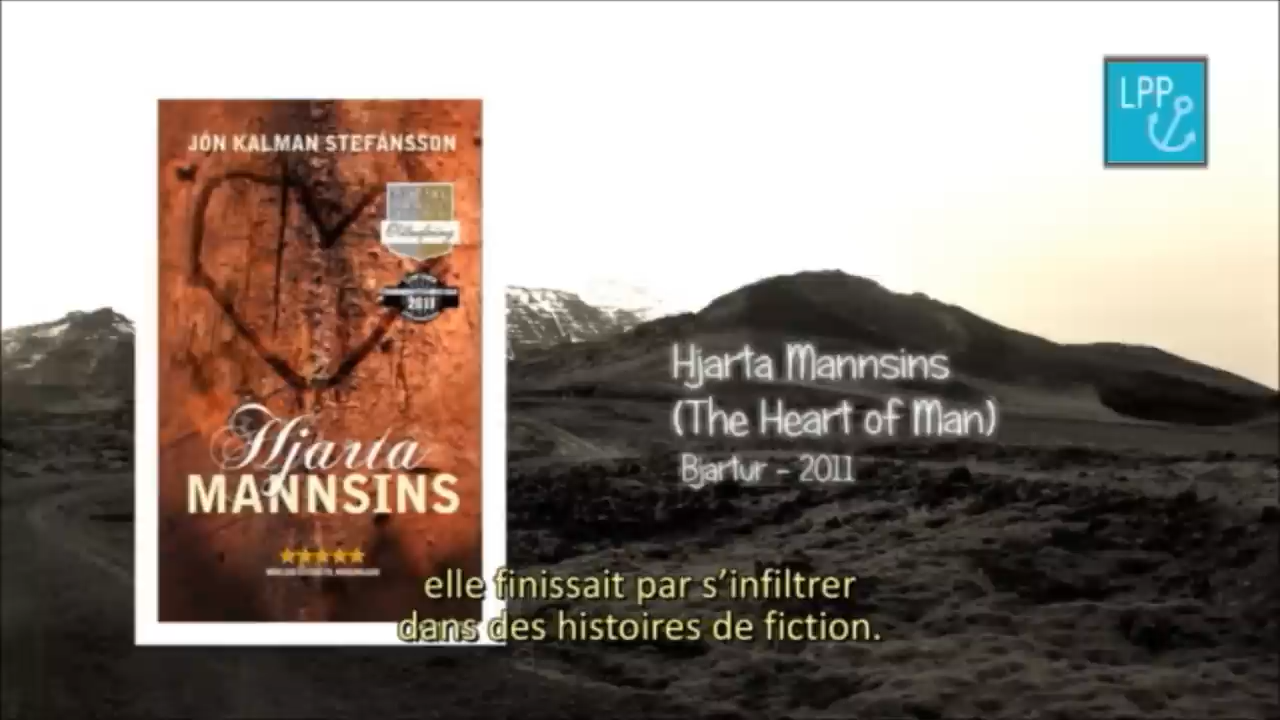 JÓN KALMAN STEFÁNSSON
2011
Hjarta
MANNSINS
LPP
Hjarta Mannsins
(The Heart of Man)
Bjartur - 2011
elle finissait par s'infiltrer
dans des histoires de fiction.